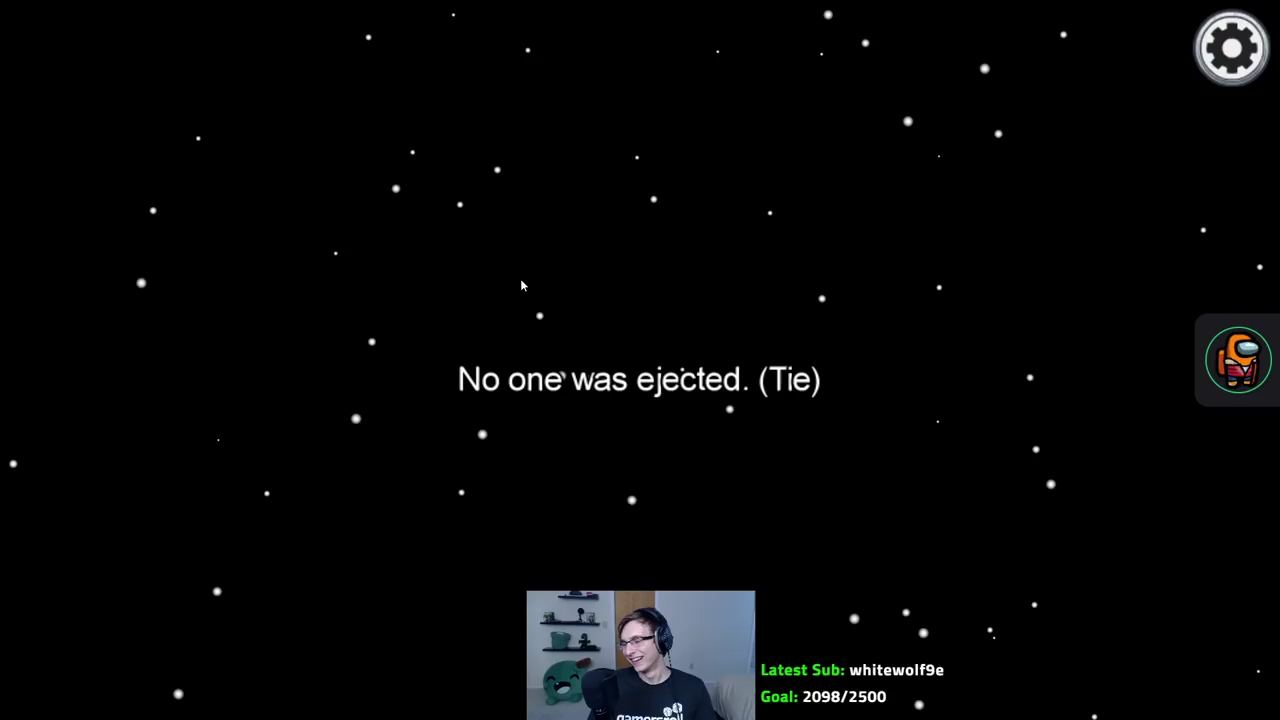 No one was ejected. (Tie)
Latest Sub: whitewolf9e
Goal: 2098/2500